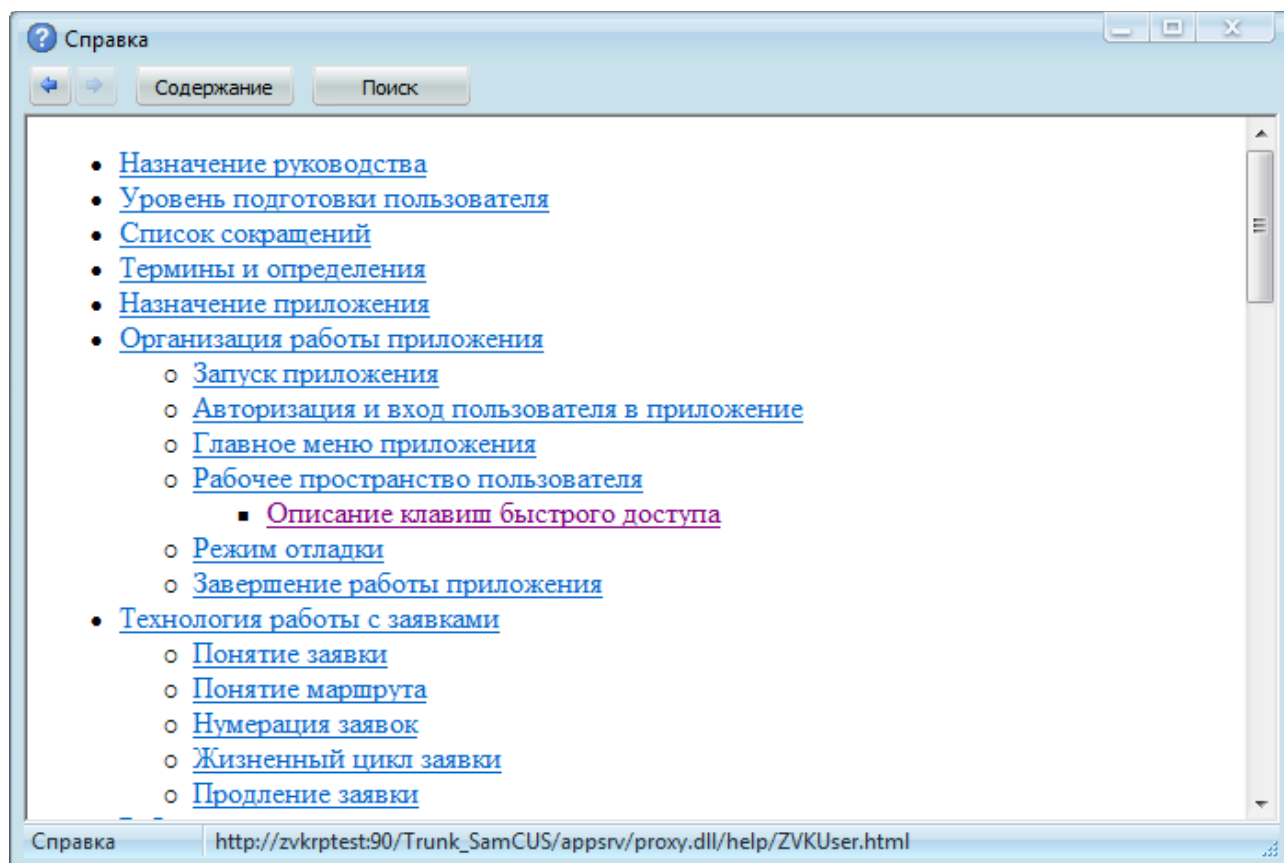 Справка
Содержание Поиск
Назначение руководства
Уровень подготовки пользователя
Список сокращений
Термины и определения
Назначение приложения
Организация работы приложения
Запуск приложения
Авторизация и вход пользователя в приложение
Главное меню приложения
Рабочее пространство пользователя
Описание клавиш быстрого доступа
Режим отладки
Завершение работы приложения
Технология работы с заявками
Понятие заявки
Понятие маршрута
Нумерация заявок
Жизненный цикл заявки
Продление заявки
Справка http://zvkrptest:90/Trunk_SamCUS/appsrv/proxy.dll/help/ZVKUser.html